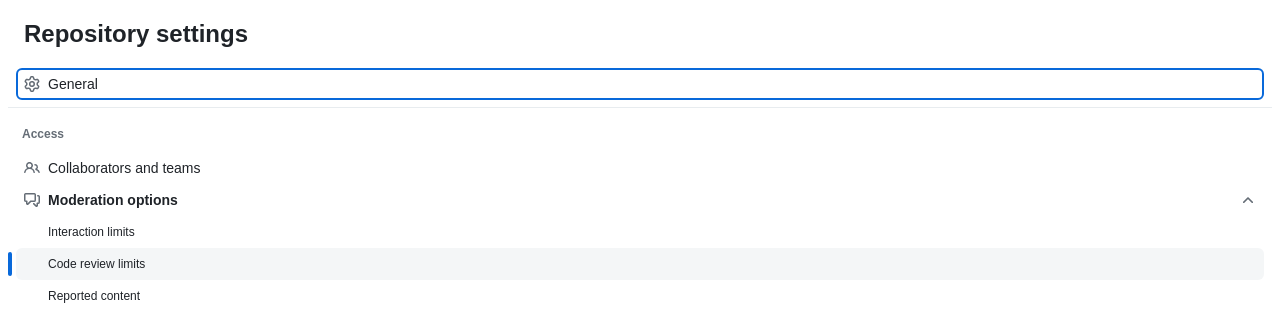 Repository settings
General
Access
Collaborators and teams
Moderation options
Interaction limits
Code review limits
Reported content